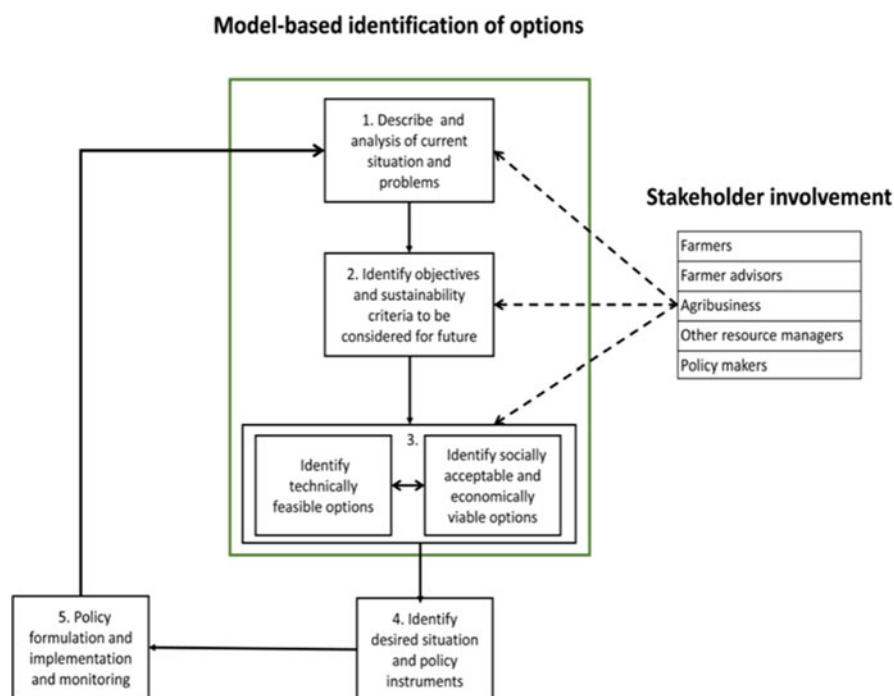 Model-based identification of options
1. Describe and
analysis of current
situation and
problems
Stakeholder involvement
Farmers
Farmer advisors
Agribusiness
Other resource managers
Policy makers
2. Identify objectives
and sustainability
criteria to be
considered for future
3.
Identify
technically
feasible options
Identify socially
acceptable and
economically
viable options
4. Identify
desired situation
and policy
instruments
5. Policy
formulation and
implementation
and monitoring